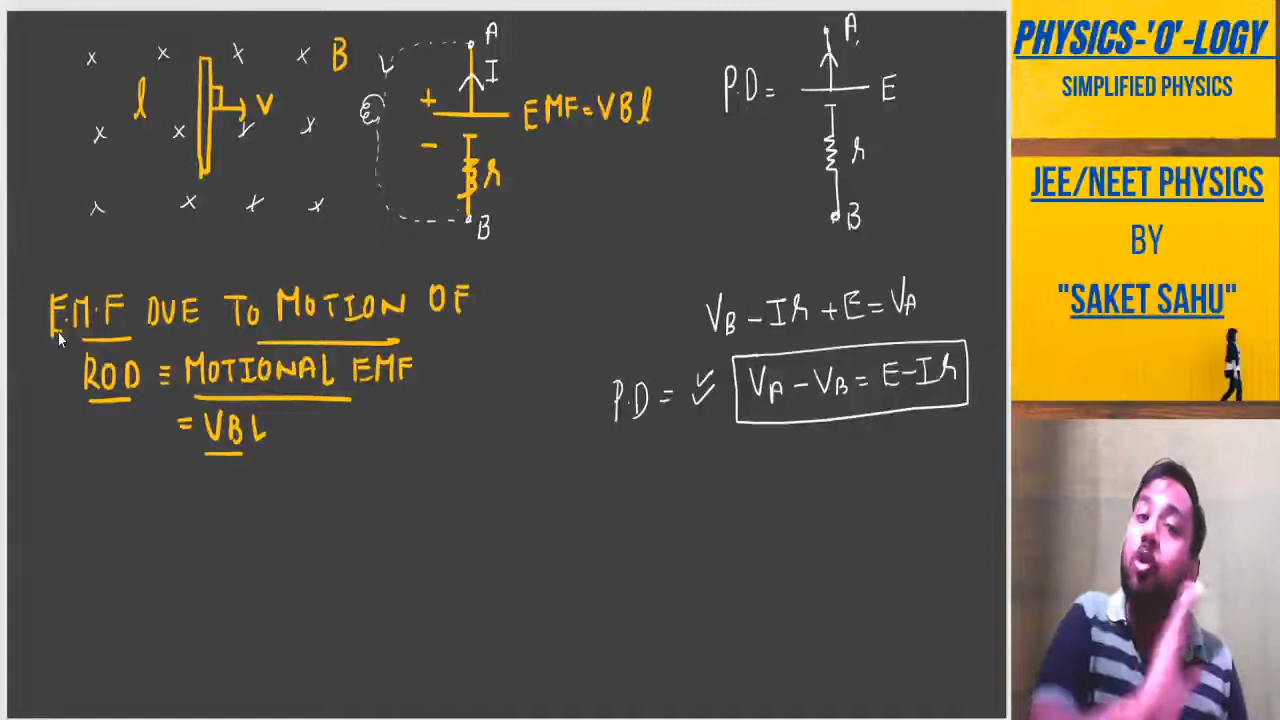 l
V
B
A
I
+
-
EMF=VBl
r
B
A
P.D=
E
r
B
E.M.F DUE TO MOTION OF
ROD ≡ MOTIONAL EMF
= VBL
VB - Ir + E = VA
P.D = ✓✓ VA - VB = E - Ir
PHYSICS-'O'-LOGY
SIMPLIFIED PHYSICS
JEE/NEET PHYSICS
BY
"SAKET SAHU"